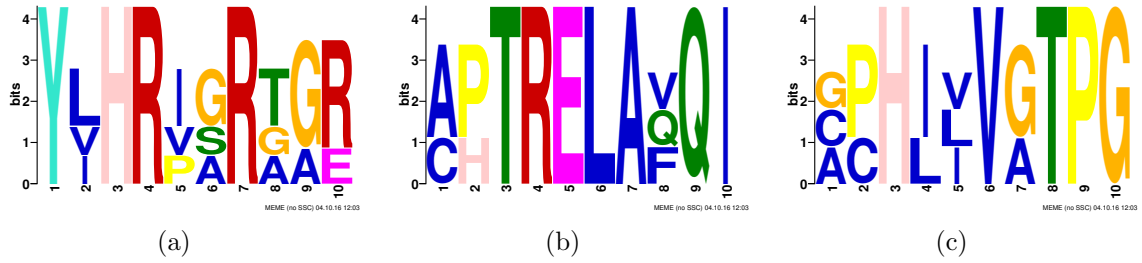 bits
4
3
2
1
0
Y L H R I G R T G R
V V S G A E
I P A A
1 2 3 4 5 6 7 8 9 10
MEME (no SSC) 04.10.16 12:03
(a)
bits
4
3
2
1
0
A P T R E L A V Q I
C H Q
F
1 2 3 4 5 6 7 8 9 10
MEME (no SSC) 04.10.16 12:03
(b)
bits
4
3
2
1
0
G P H I V V G T P G
C C L L A
A I
1 2 3 4 5 6 7 8 9 10
MEME (no SSC) 04.10.16 12:03
(c)